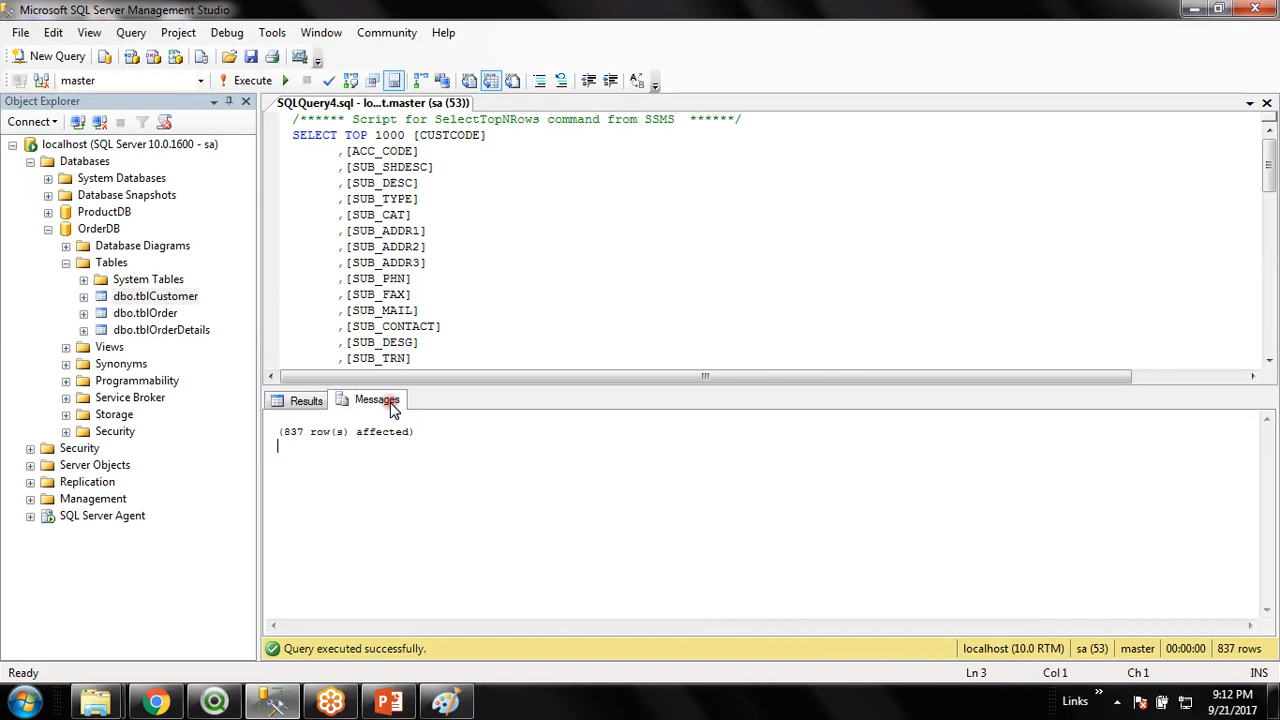 Microsoft SQL Server Management Studio
File Edit View Query Project Debug Tools Window Community Help
New Query
master Execute
Object Explorer
SQLQuery4.sql - lo...t.master (sa (53))
Connect
localhost (SQL Server 10.0.1600 - sa)
Databases
System Databases
Database Snapshots
ProductDB
OrderDB
Database Diagrams
Tables
System Tables
dbo.tblCustomer
dbo.tblOrder
dbo.tblOrderDetails
Views
Synonyms
Programmability
Service Broker
Storage
Security
Security
Server Objects
Replication
Management
SQL Server Agent
/****** Script for SelectTopNRows command from SSMS ******/
SELECT TOP 1000 [CUSTCODE]
,[ACC_CODE]
,[SUB_SHDESC]
,[SUB_DESC]
,[SUB_TYPE]
,[SUB_CAT]
,[SUB_ADDR1]
,[SUB_ADDR2]
,[SUB_ADDR3]
,[SUB_PHN]
,[SUB_FAX]
,[SUB_MAIL]
,[SUB_CONTACT]
,[SUB_DESG]
,[SUB_TRN]
Results Messages
(837 row(s) affected)
Query executed successfully. localhost (10.0 RTM) sa (53) master 00:00:00 837 rows
Ready Ln 3 Col 1 Ch 1 INS
Links 9:12 PM
9/21/2017